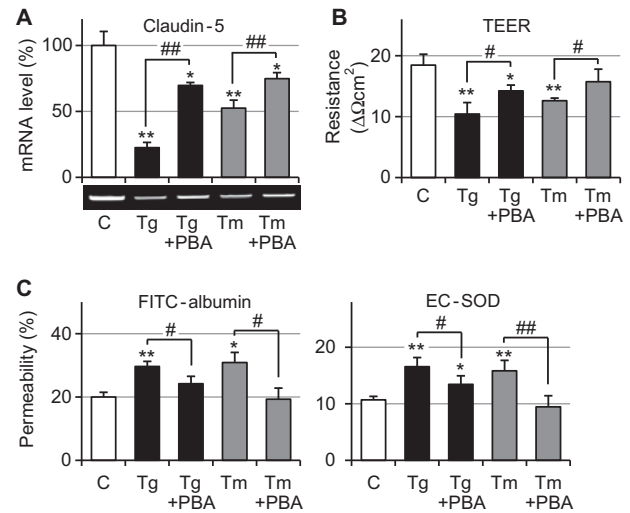 A
Claudin-5
mRNA level (%)
100
50
0
##
##
**
*
**
*
C Tg Tg Tm Tm
+PBA +PBA
B
TEER
Resistance
(ΔΩcm²)
20
10
0
#
#
**
*
**
C Tg Tg Tm Tm
+PBA +PBA
C
FITC-albumin
Permeability (%)
40
20
0
#
#
**
*
C Tg Tg Tm Tm
+PBA +PBA
EC-SOD
20
10
0
#
##
**
*
**
C Tg Tg Tm Tm
+PBA +PBA